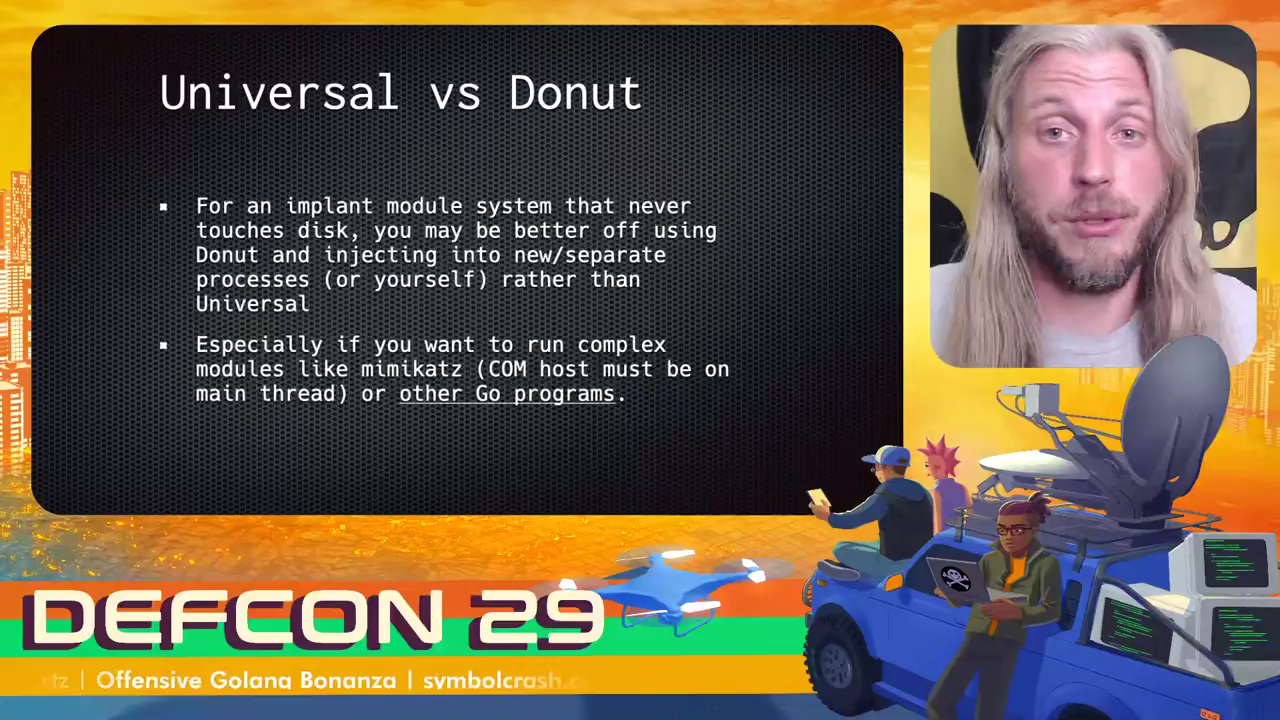 Universal vs Donut
▪ For an implant module system that never
touches disk, you may be better off using
Donut and injecting into new/separate
processes (or yourself) rather than
Universal
▪ Especially if you want to run complex
modules like mimikatz (COM host must be on
main thread) or other Go programs.
DEFCON 29
tz | Offensive Golang Bonanza | symbolcrash.c